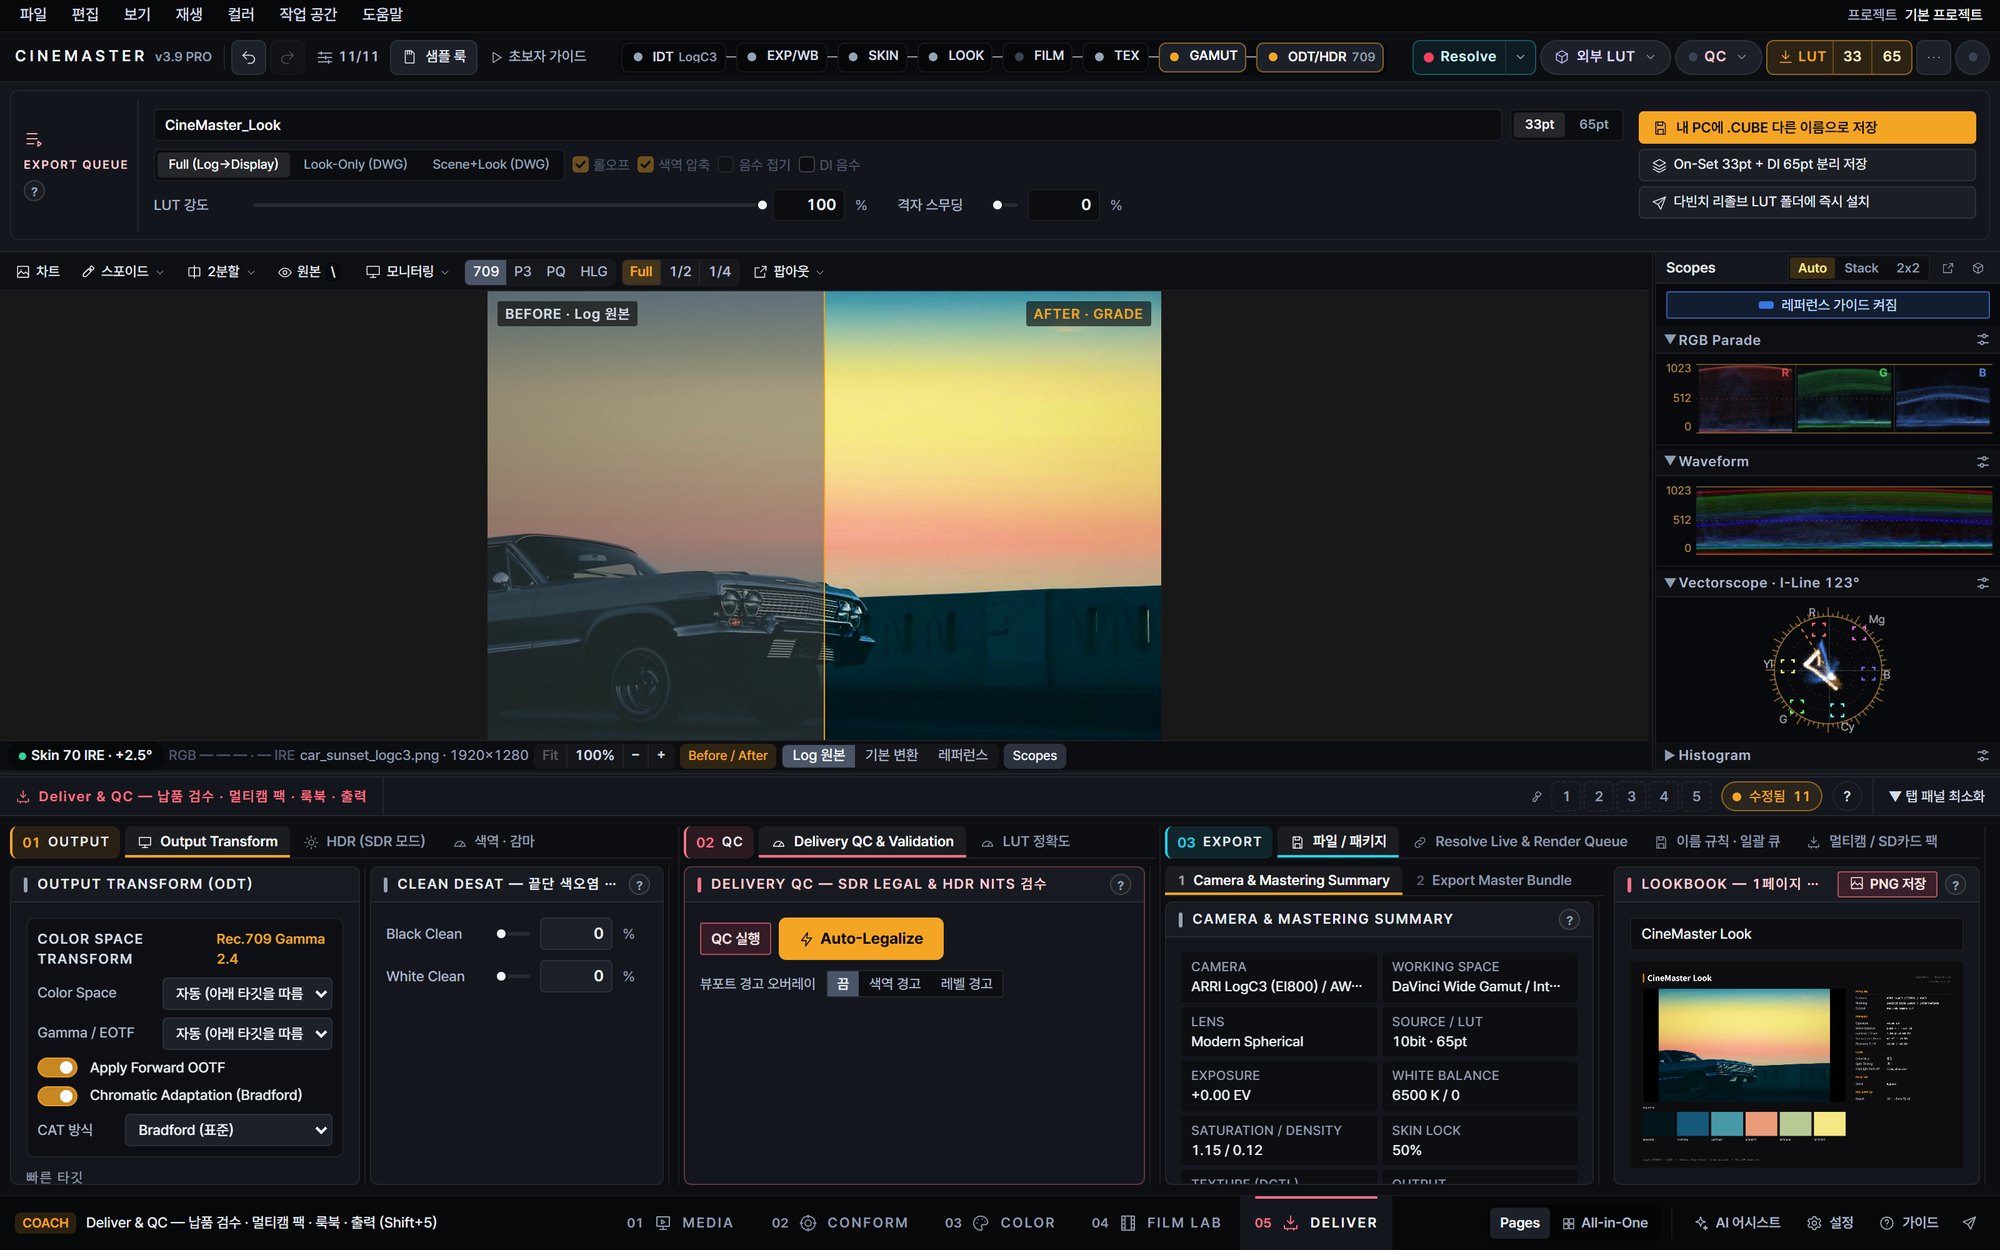 파일 편집 보기 재생 컬러 작업 공간 도움말 프로젝트 기본 프로젝트
CINEMASTER v3.9 PRO 11/11 샘플 룩 초보자 가이드 IDT LogC3 EXP/WB SKIN LOOK FILM TEX GAMUT ODT/HDR 709 Resolve 외부 LUT QC LUT 33 65 ...
EXPORT QUEUE
?
CineMaster_Look 33pt 65pt
Full (Log→Display) Look-Only (DWG) Scene+Look (DWG) 롤오프 색역 압축 음수 접기 DI 음수
LUT 강도 100 % 격자 스무딩 0 %
내 PC에 .CUBE 다른 이름으로 저장
On-Set 33pt + DI 65pt 분리 저장
다빈치 리졸브 LUT 폴더에 즉시 설치
차트 스포이드 2분할 원본 \ 모니터링 709 P3 PQ HLG Full 1/2 1/4 팝아웃
BEFORE · Log 원본 AFTER · GRADE
Scopes Auto Stack 2x2
레퍼런스 가이드 켜짐
▼RGB Parade
1023
512
0
R G B
▼Waveform
1023
512
0
▼Vectorscope · I-Line 123°
R Mg
Yl B
G Cy
▶Histogram
Skin 70 IRE · +2.5° RGB — — — · — IRE car_sunset_logc3.png · 1920×1280 Fit 100% − + Before / After Log 원본 기본 변환 레퍼런스 Scopes
Deliver & QC — 납품 검수 · 멀티캠 팩 · 룩북 · 출력 1 2 3 4 5 수정됨 11 ? ▼ 탭 패널 최소화
01 OUTPUT Output Transform HDR (SDR 모드) 색역 · 감마
OUTPUT TRANSFORM (ODT)
COLOR SPACE TRANSFORM Rec.709 Gamma 2.4
Color Space 자동 (아래 타깃을 따름
Gamma / EOTF 자동 (아래 타깃을 따름
Apply Forward OOTF
Chromatic Adaptation (Bradford)
CAT 방식 Bradford (표준)
빠른 타깃
CLEAN DESAT — 끝단 색오염 ··· ?
Black Clean 0 %
White Clean 0 %
02 QC Delivery QC & Validation LUT 정확도
DELIVERY QC — SDR LEGAL & HDR NITS 검수 ?
QC 실행 Auto-Legalize
뷰포트 경고 오버레이 끔 색역 경고 레벨 경고
03 EXPORT 파일 / 패키지 Resolve Live & Render Queue 이름 규칙 · 일괄 큐 멀티캠 / SD카드 팩
1 Camera & Mastering Summary 2 Export Master Bundle
CAMERA & MASTERING SUMMARY ?
CAMERA WORKING SPACE
ARRI LogC3 (EI800) / AW··· DaVinci Wide Gamut / Int···
LENS SOURCE / LUT
Modern Spherical 10bit · 65pt
EXPOSURE WHITE BALANCE
+0.00 EV 6500 K / 0
SATURATION / DENSITY SKIN LOCK
1.15 / 0.12 50%
TEXTURE (DCTL) OUTPUT
LOOKBOOK — 1페이지 ··· PNG 저장 ?
CineMaster Look
CineMaster Look
COACH Deliver & QC — 납품 검수 · 멀티캠 팩 · 룩북 · 출력 (Shift+5) 01 MEDIA 02 CONFORM 03 COLOR 04 FILM LAB 05 DELIVER Pages All-in-One AI 어시스트 설정 가이드